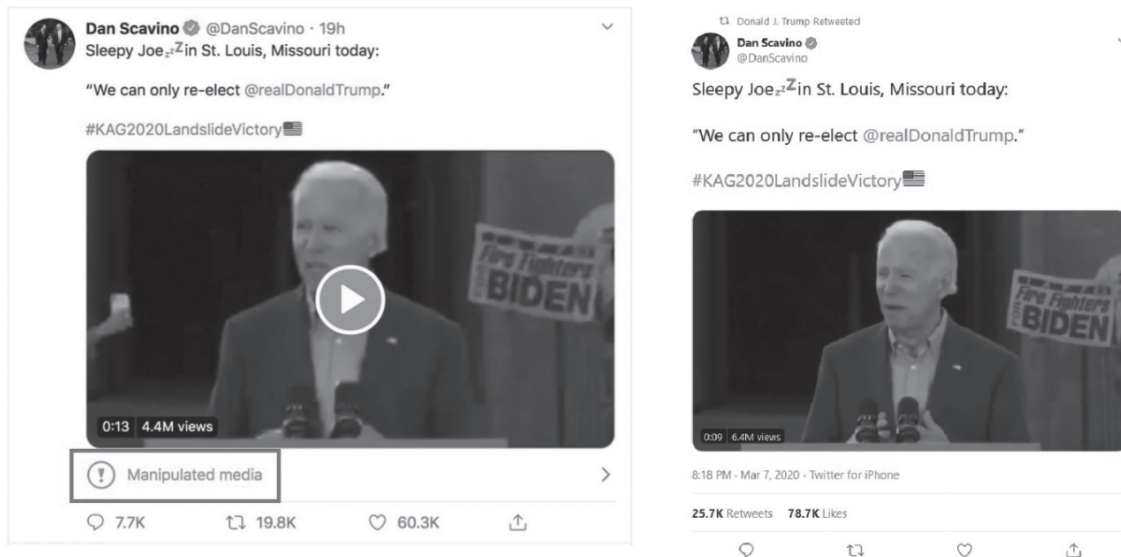 Dan Scavino @DanScavino · 19h
Sleepy Joe zzZ in St. Louis, Missouri today:
"We can only re-elect @realDonaldTrump."
#KAG2020LandslideVictory
Fire Fighters
FOR BIDEN
0:13 4.4M views
Manipulated media
7.7K 19.8K 60.3K
Donald J. Trump Retweeted
Dan Scavino
@DanScavino
Sleepy Joe zzZ in St. Louis, Missouri today:
"We can only re-elect @realDonaldTrump."
#KAG2020LandslideVictory
Fire Fighters
FOR BIDEN
0:09 6.4M views
8:18 PM · Mar 7, 2020 · Twitter for iPhone
25.7K Retweets 78.7K Likes